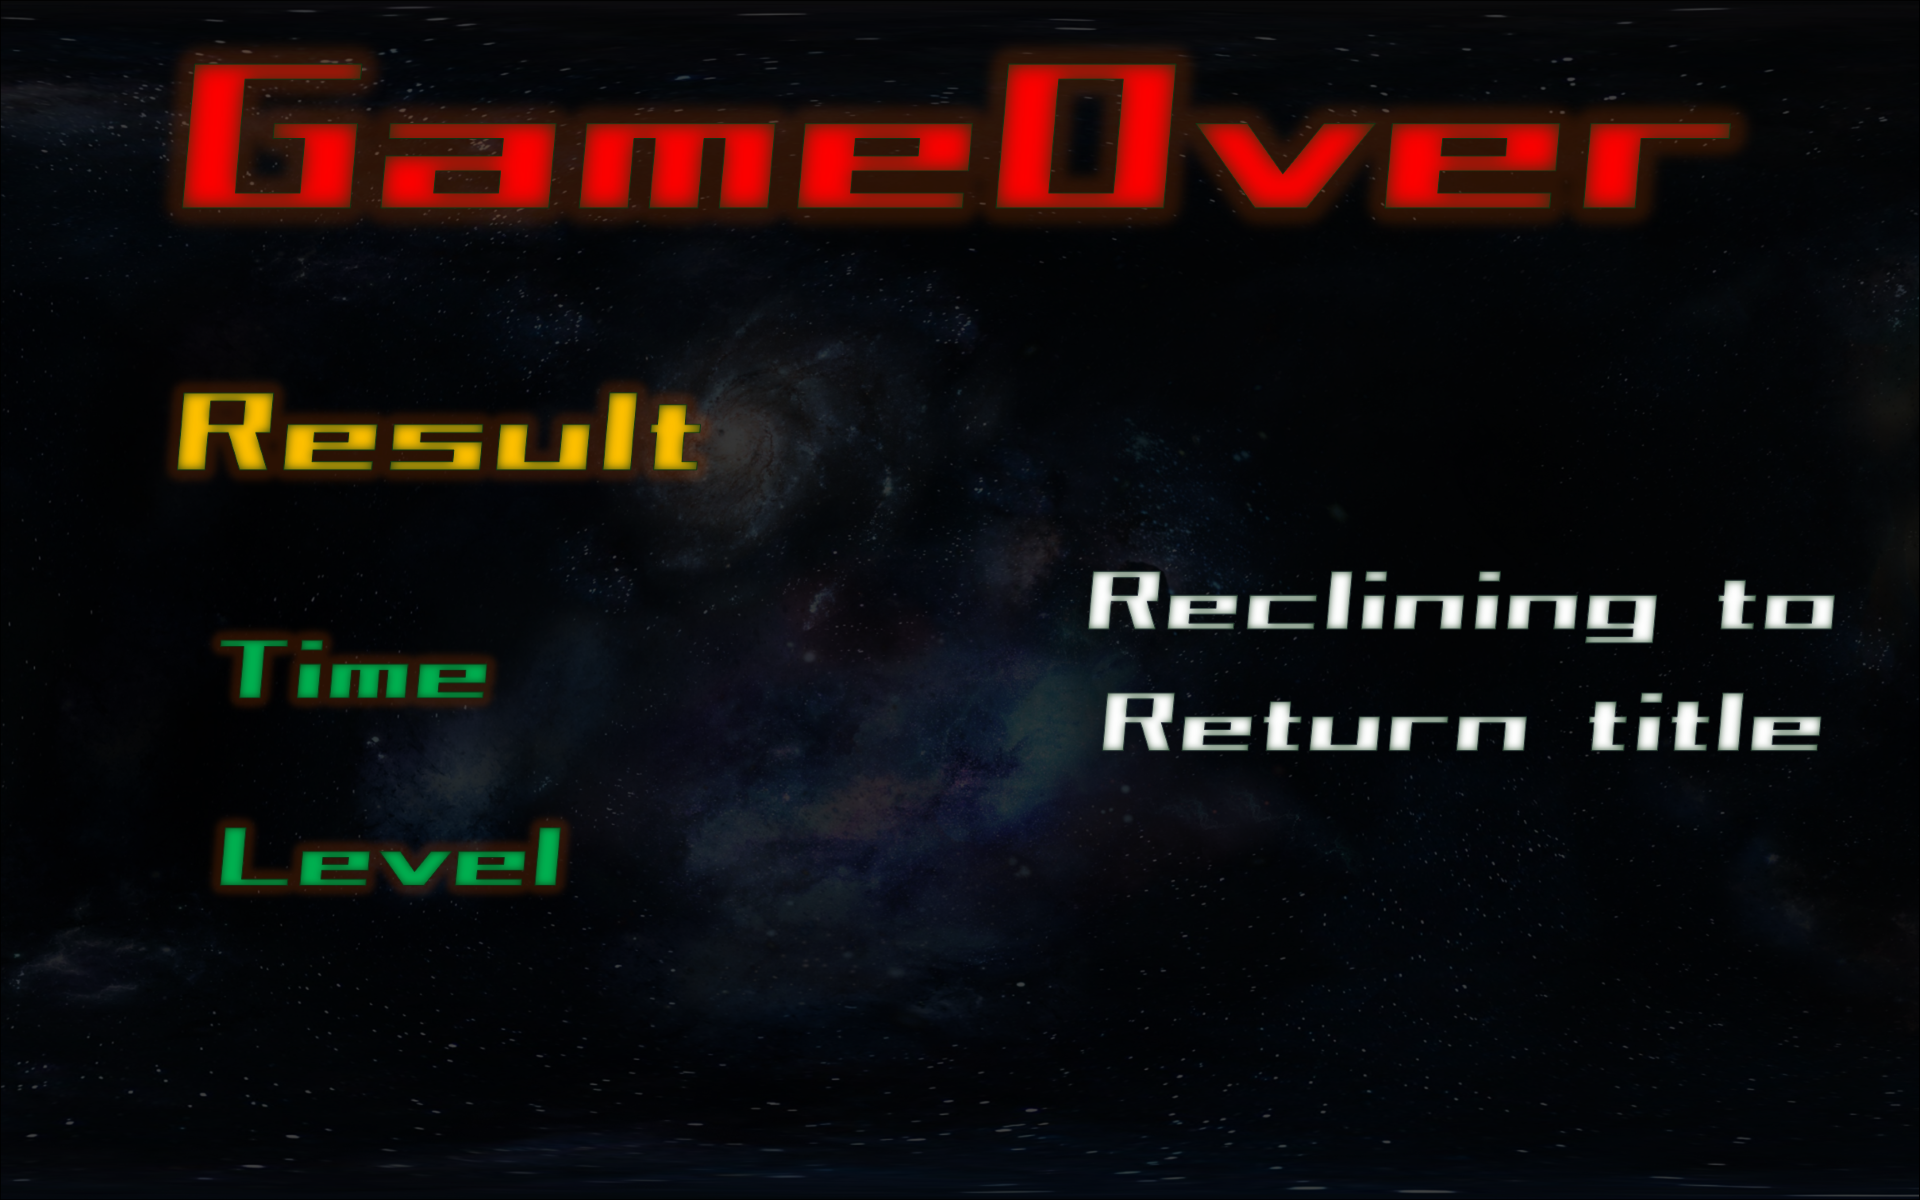 GameOver
Result
Time
Level
Reclining to
Return title